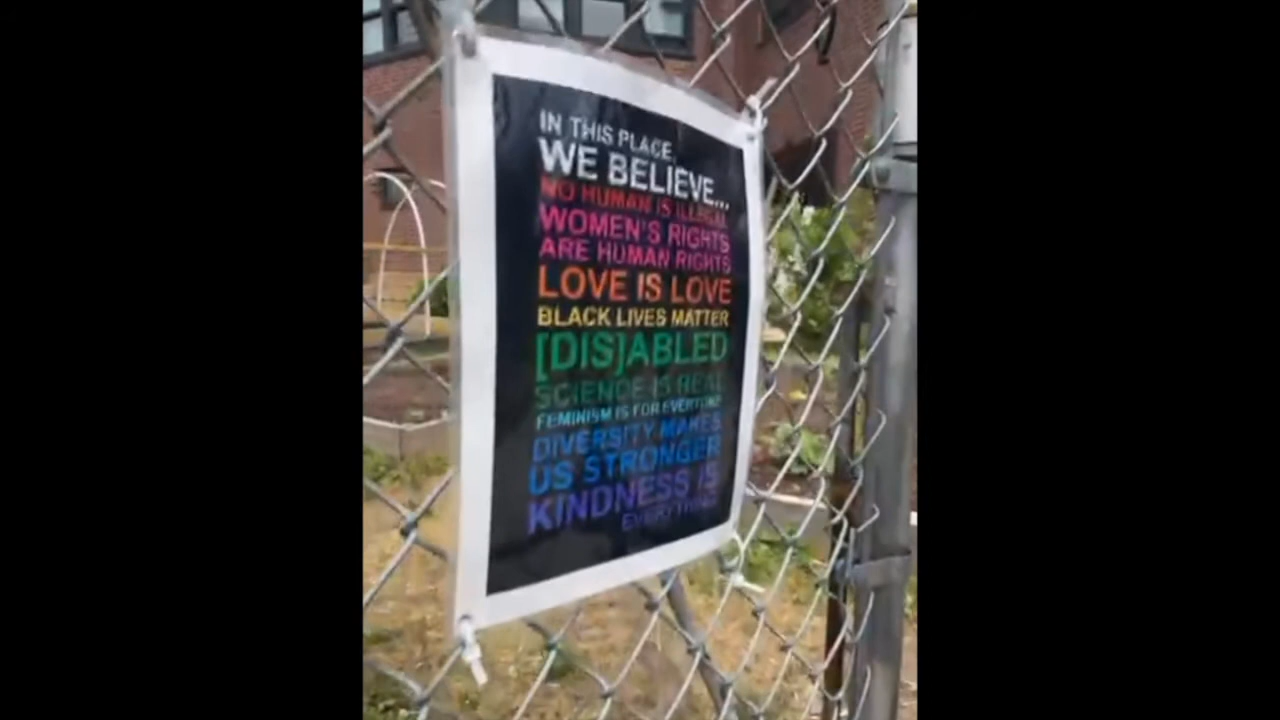 IN THIS PLACE,
WE BELIEVE...
NO HUMAN IS ILLEGAL
WOMEN'S RIGHTS
ARE HUMAN RIGHTS
LOVE IS LOVE
BLACK LIVES MATTER
[DIS]ABLED
SCIENCE IS REAL
FEMINISM IS FOR EVERYONE
DIVERSITY MAKES
US STRONGER
KINDNESS IS
EVERYTHING